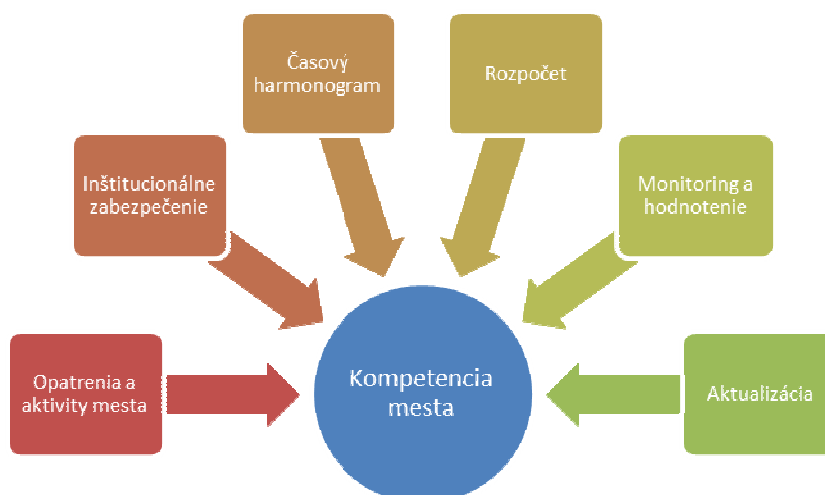 Časový
harmonogram
Rozpočet
Inštitucionálne
zabezpečenie
Monitoring a
hodnotenie
Opatrenia a
aktivity mesta
Kompetencia
mesta
Aktualizácia